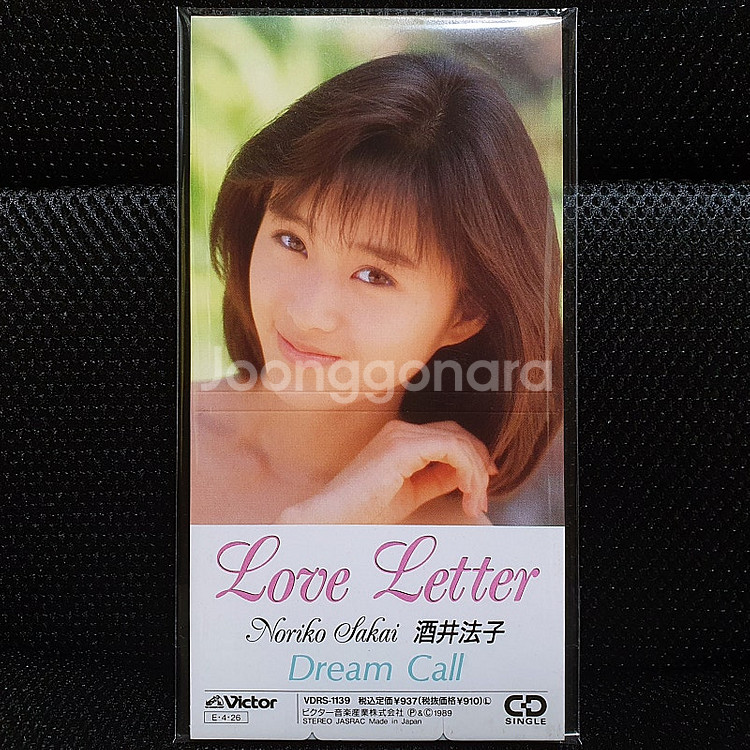 Joonggonara
Love Letter
Noriko Sakai 酒井法子
Dream Call
Victor
E·4·26
VDRS-1139 税込定価¥937(税抜価格¥910)Ⓛ
ビクター音楽産業株式会社 Ⓟ&Ⓒ1989
STEREO JASRAC Made in Japan
CD
SINGLE